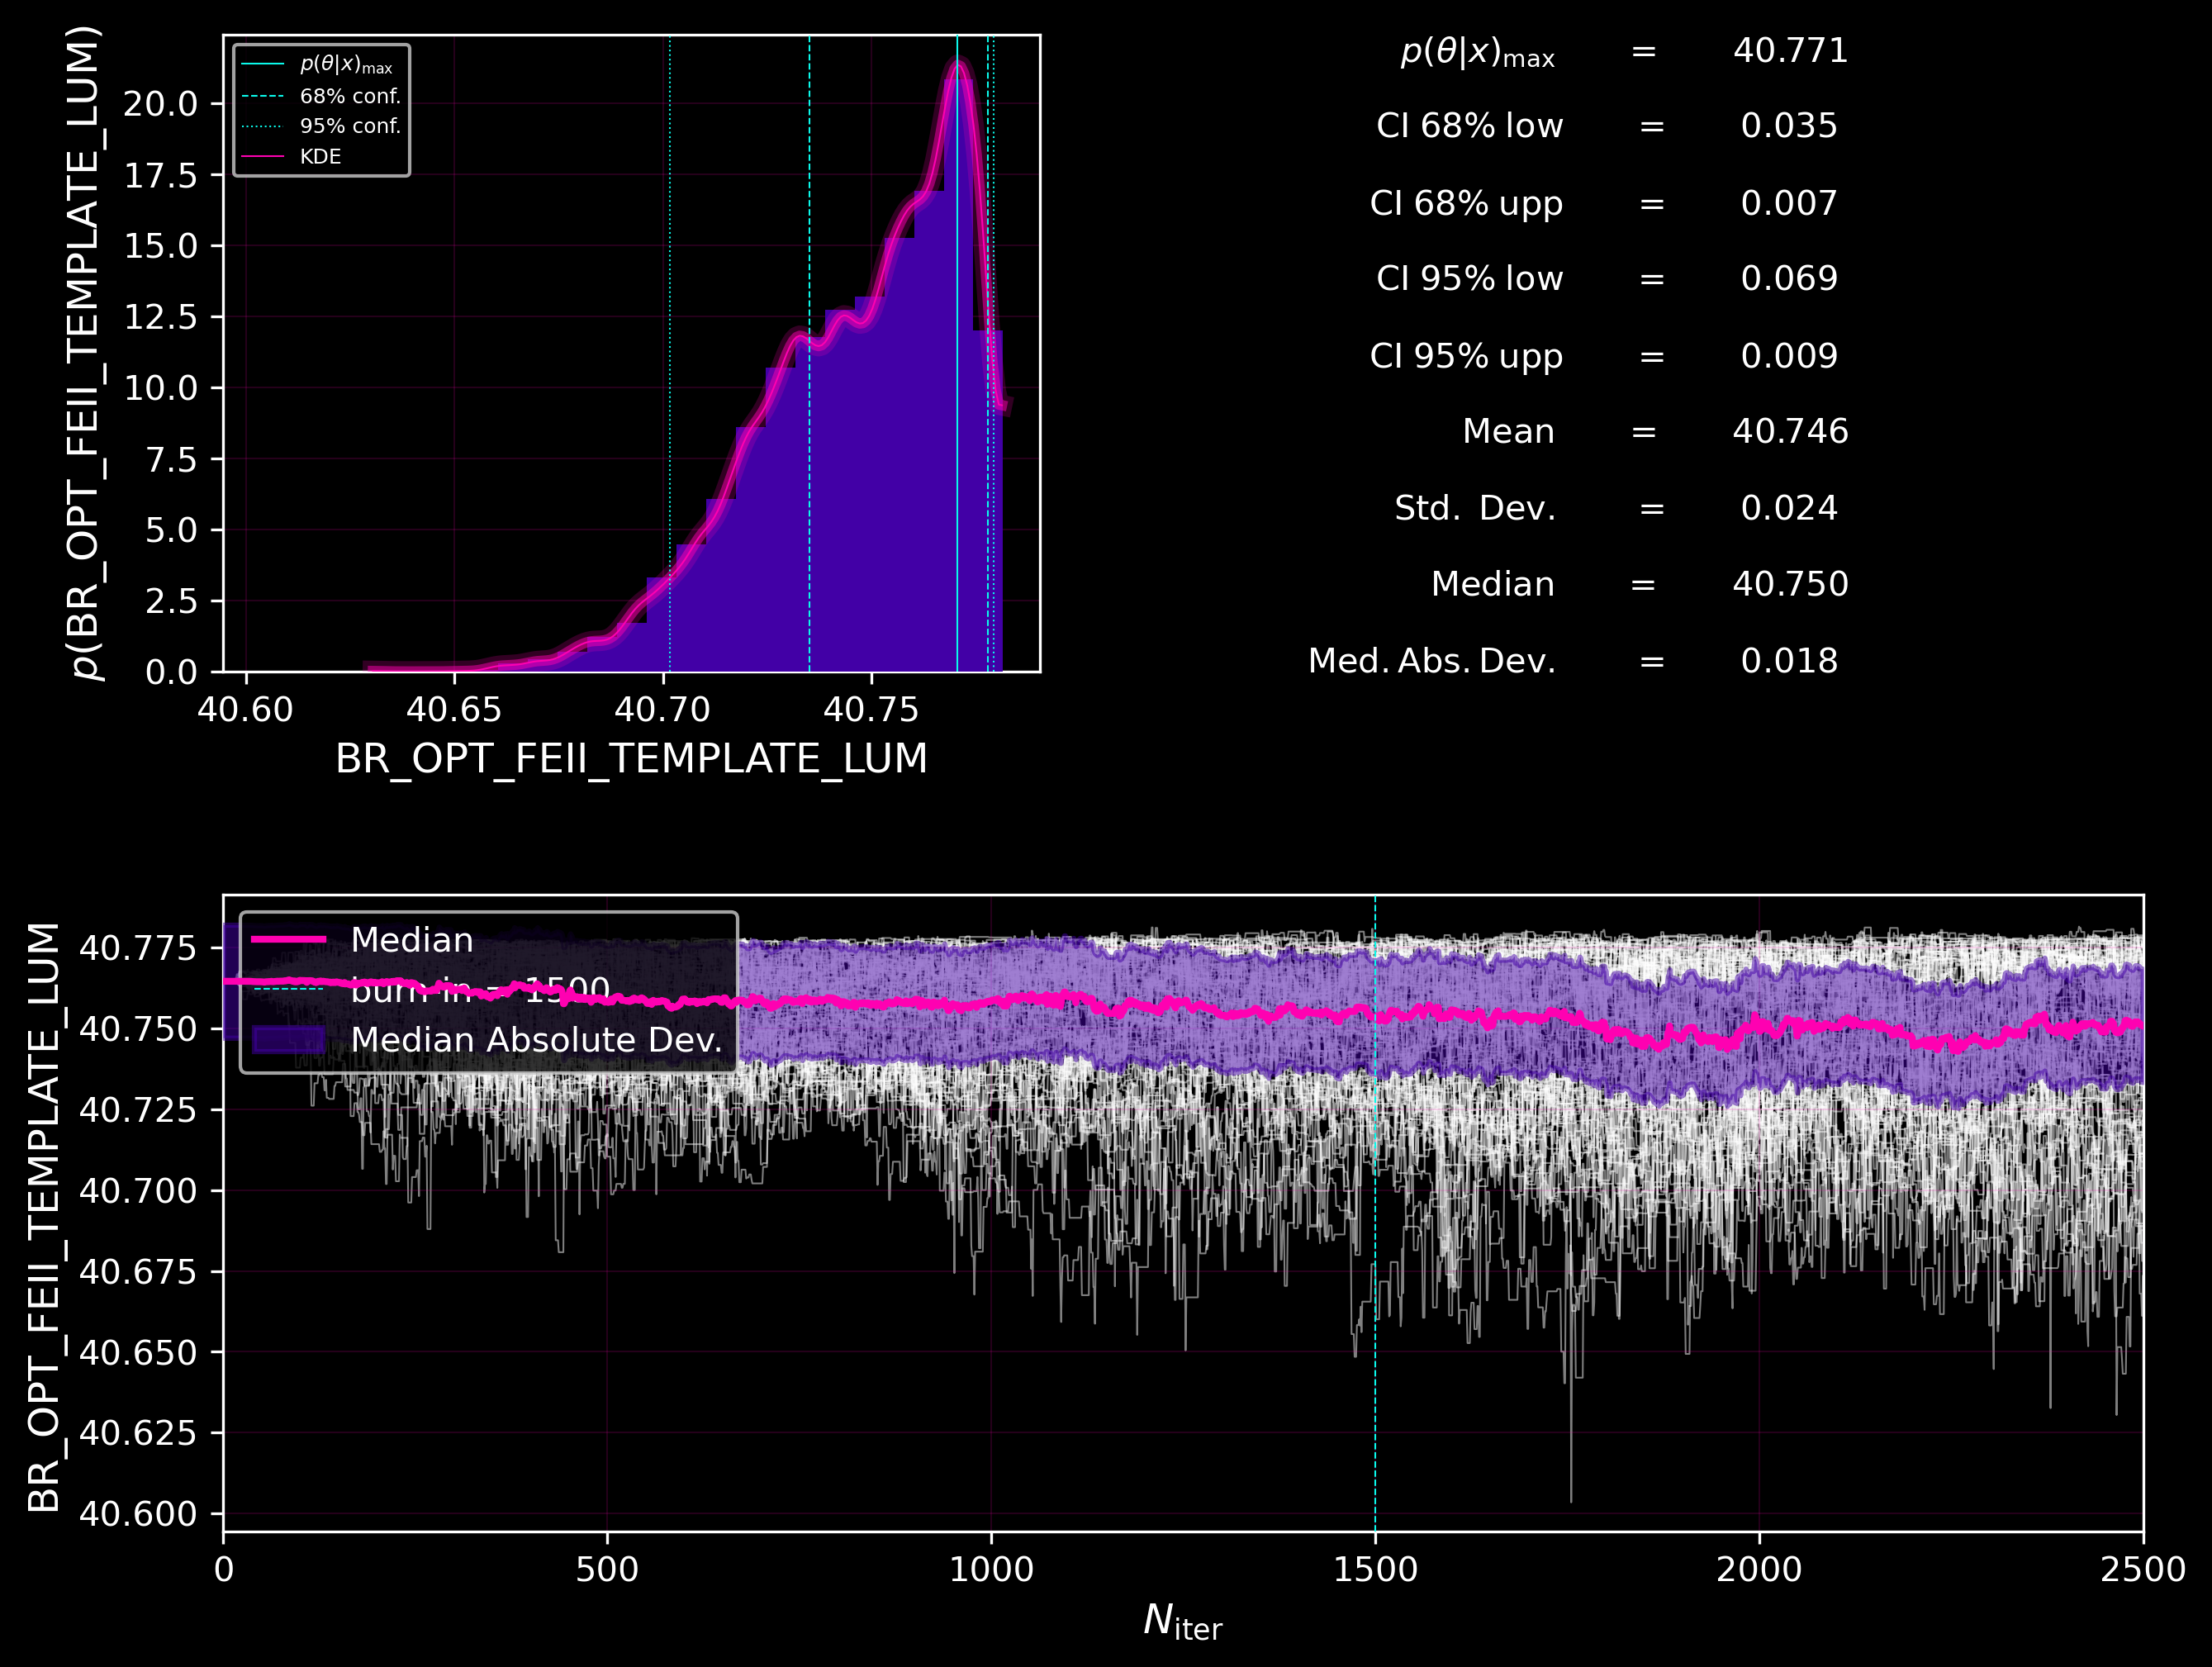 p(θ|x)max
68% conf.
95% conf.
KDE
p(BR_OPT_FEII_TEMPLATE_LUM)
20.0
17.5
15.0
12.5
10.0
7.5
5.0
2.5
0.0
40.60 40.65 40.70 40.75
BR_OPT_FEII_TEMPLATE_LUM
p(θ|x)max = 40.771
CI 68% low = 0.035
CI 68% upp = 0.007
CI 95% low = 0.069
CI 95% upp = 0.009
Mean = 40.746
Std. Dev. = 0.024
Median = 40.750
Med. Abs. Dev. = 0.018
Median
burn-in = 1500
Median Absolute Dev.
BR_OPT_FEII_TEMPLATE_LUM
40.775
40.750
40.725
40.700
40.675
40.650
40.625
40.600
0 500 1000 1500 2000 2500
Niter